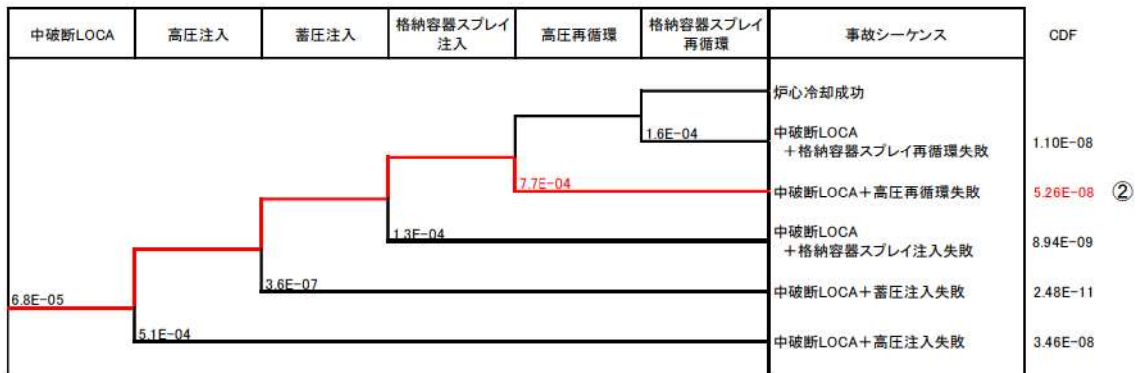 中破断LOCA 高圧注入 蓄圧注入 格納容器スプレイ 高圧再循環 格納容器スプレイ 事故シーケンス CDF
注入 再循環
炉心冷却成功
1.6E-04 中破断LOCA
+格納容器スプレイ再循環失敗 1.10E-08
7.7E-04 中破断LOCA+高圧再循環失敗 5.26E-08 ②
1.3E-04 中破断LOCA
+格納容器スプレイ注入失敗 8.94E-09
3.6E-07 中破断LOCA+蓄圧注入失敗 2.48E-11
6.8E-05
5.1E-04 中破断LOCA+高圧注入失敗 3.46E-08